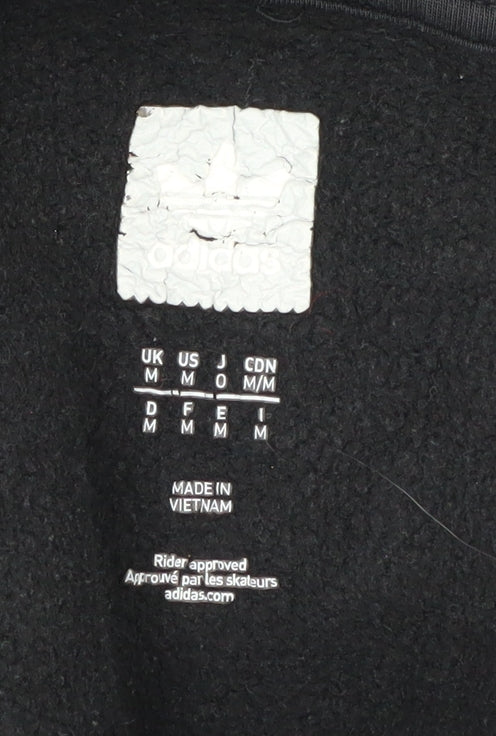 adidas
UK US J CDN
M M O M/M
D F E I
M M M M
MADE IN
VIETNAM
Rider approved
Approuvé par les skateurs
adidas.com